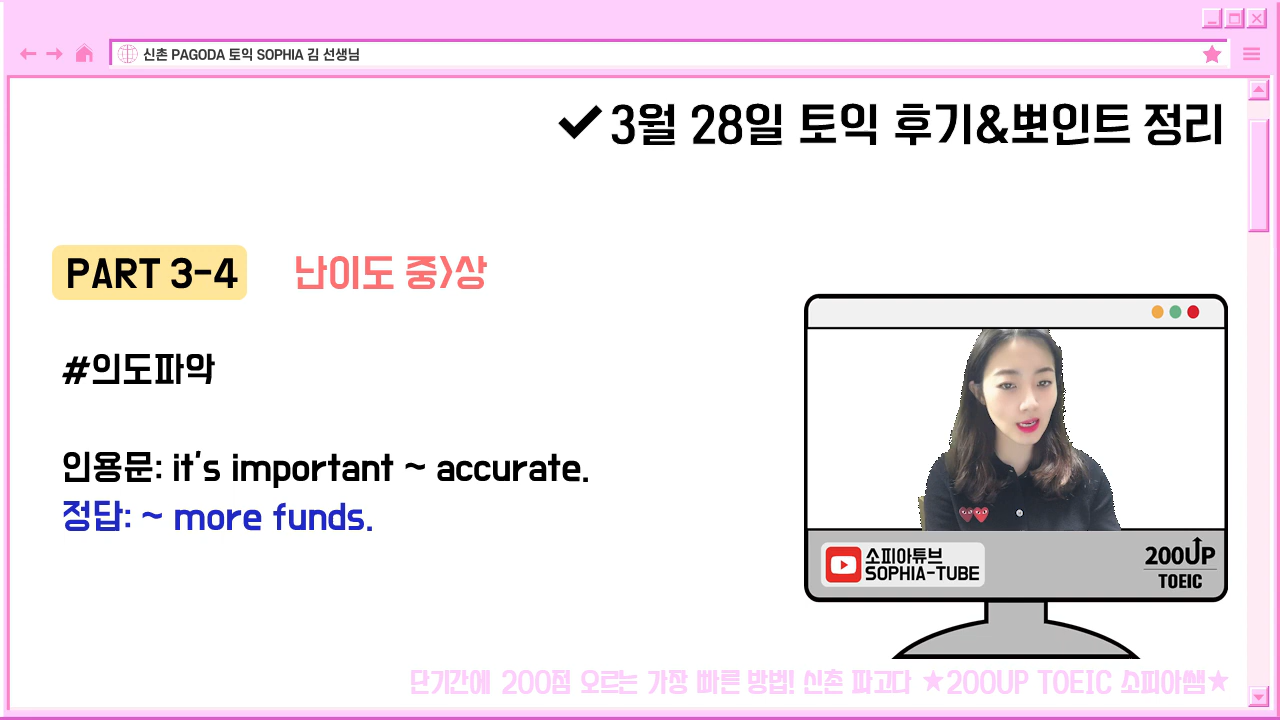 신촌 PAGODA 토익 SOPHIA 김 선생님
3월 28일 토익 후기&뽀인트 정리
PART 3-4 난이도 중>상
#의도파악
인용문: it's important ~ accurate.
정답: ~ more funds.
소피아튜브
SOPHIA-TUBE
200UP
TOEIC
단기간에 200점 오르는 가장 빠른 방법! 신촌 파고다 ★200UP TOEIC 소피아쌤★